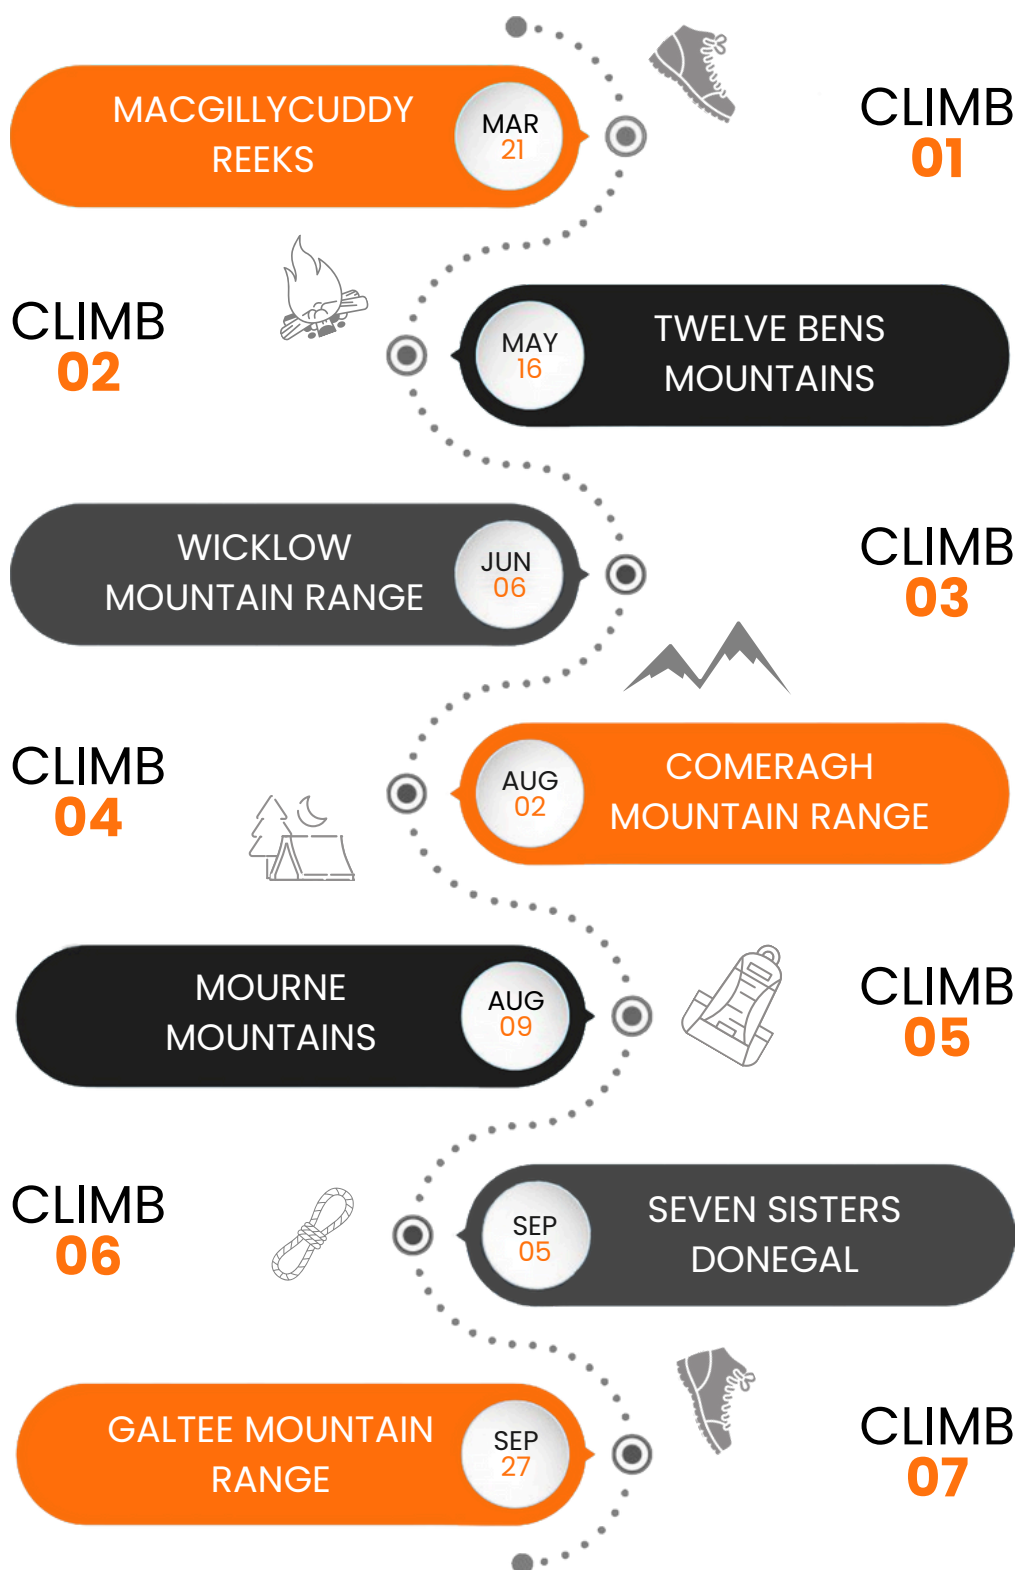 MACGILLYCUDDY
REEKS
MAR
21
CLIMB
01
CLIMB
02
MAY
16
TWELVE BENS
MOUNTAINS
WICKLOW
MOUNTAIN RANGE
JUN
06
CLIMB
03
CLIMB
04
AUG
02
COMERAGH
MOUNTAIN RANGE
MOURNE
MOUNTAINS
AUG
09
CLIMB
05
CLIMB
06
SEP
05
SEVEN SISTERS
DONEGAL
GALTEE MOUNTAIN
RANGE
SEP
27
CLIMB
07